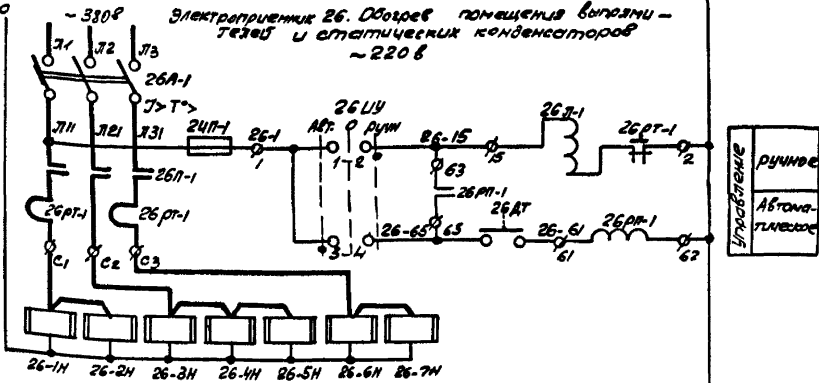 о
~380в
Электроприемник 26. Обогрев помещения выпрями-
телей и статических конденсаторов
~220в
Л1 Л2 Л3
26А-1
I> T°>
Л11 Л21 Л31
24П-1
26-1
1
26ЦУ
Авт. ручн
1 2
26-15
15
26Л-1
26РТ-1
2
26П-1
63
26РП-1
26РТ-1
26РТ-1
3 4
26-65
65
26ДТ
26-61
61
26РП-1
62
С1 С2 С3
26-1Н 26-2Н 26-3Н 26-4Н 26-5Н 26-6Н 26-7Н
Управление
ручное
Автома-
тическое